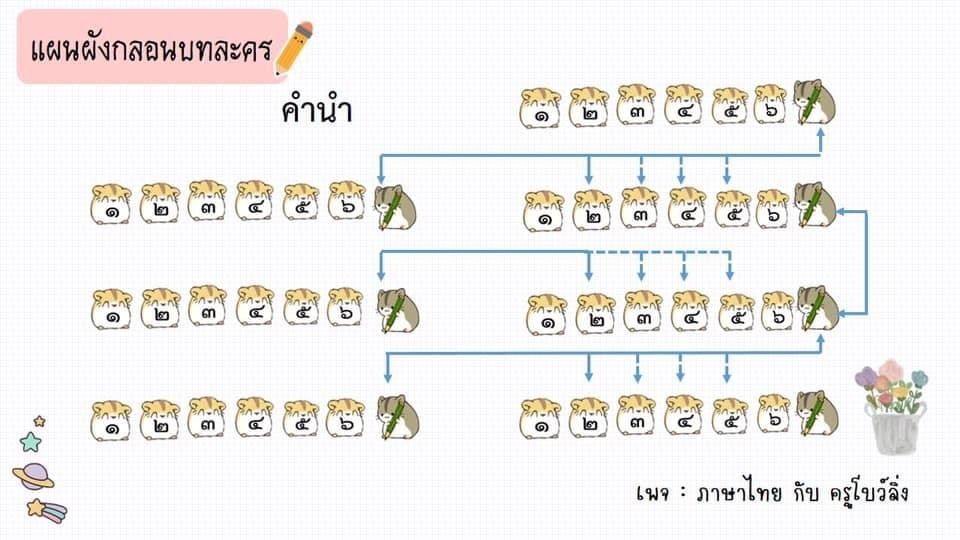 แผนผังกลอนบทละคร
คำนำ
๑ ๒ ๓ ๔ ๕ ๖
๑ ๒ ๓ ๔ ๕ ๖ ๑ ๒ ๓ ๔ ๕ ๖
๑ ๒ ๓ ๔ ๕ ๖ ๑ ๒ ๓ ๔ ๕ ๖
๑ ๒ ๓ ๔ ๕ ๖ ๑ ๒ ๓ ๔ ๕ ๖
เพจ : ภาษาไทย กับ ครูโบว์ลิ่ง